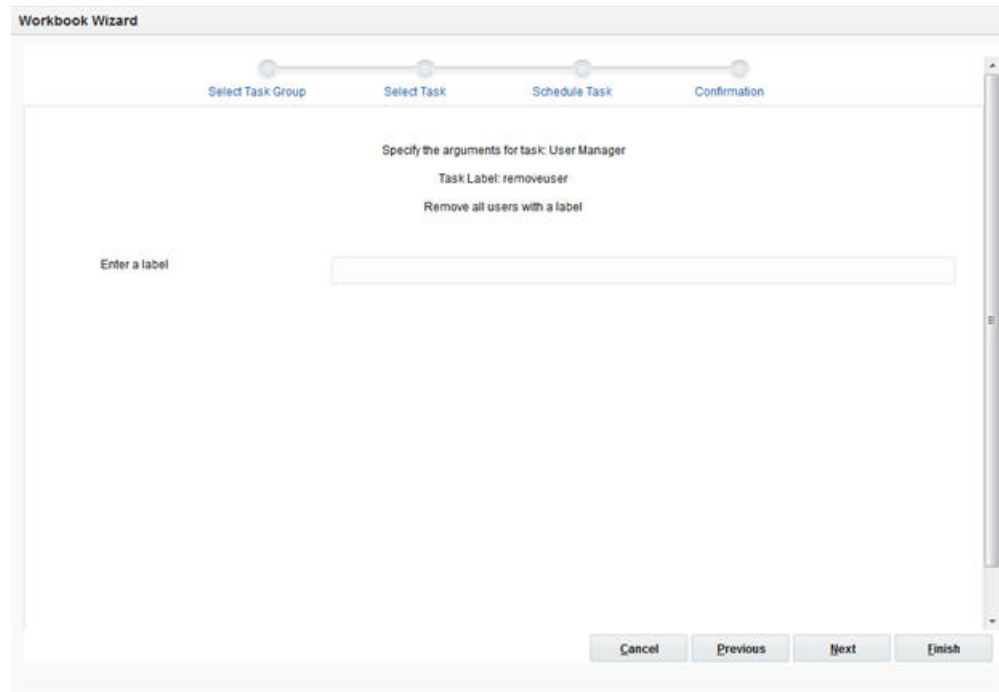 Workbook Wizard
Select Task Group Select Task Schedule Task Confirmation
Specify the arguments for task: User Manager
Task Label: removeuser
Remove all users with a label
Enter a label
Cancel Previous Next Finish